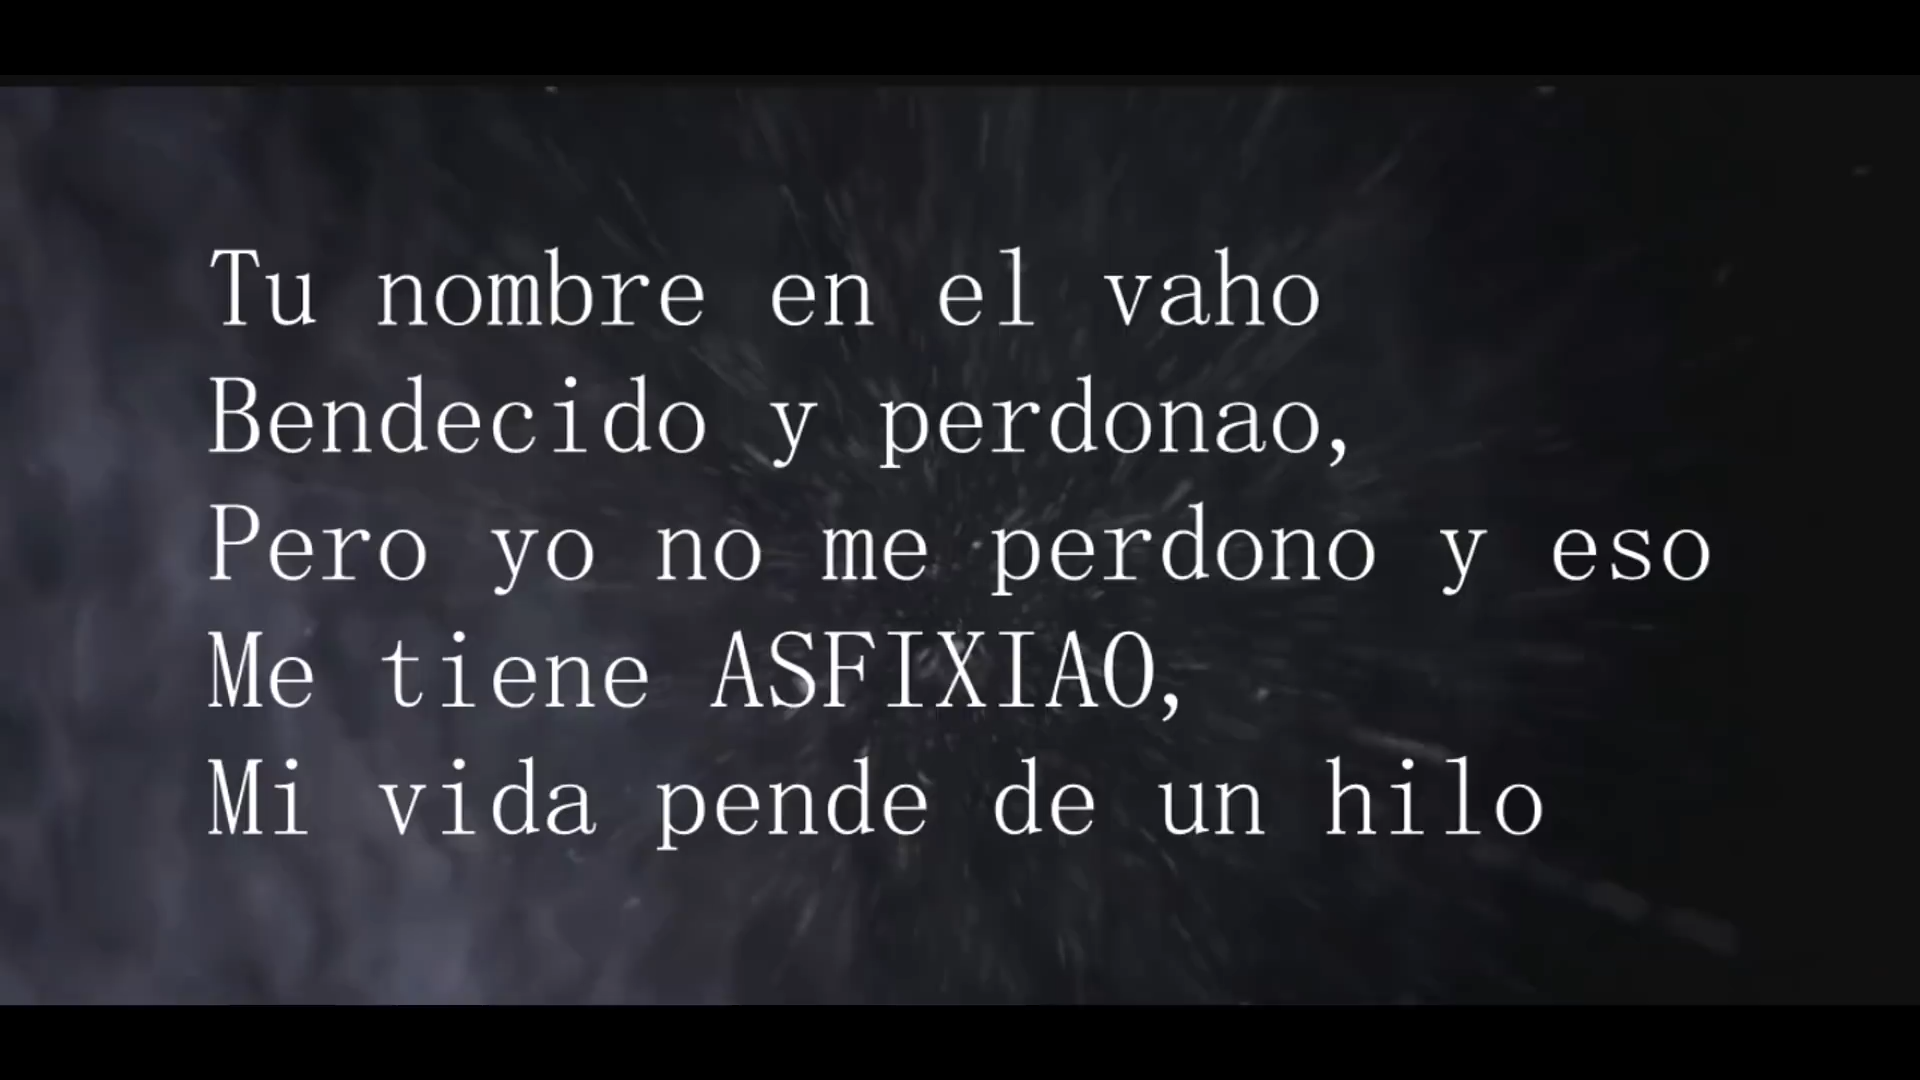 Tu nombre en el vaho
Bendecido y perdonao,
Pero yo no me perdono y eso
Me tiene ASFIXIAO,
Mi vida pende de un hilo